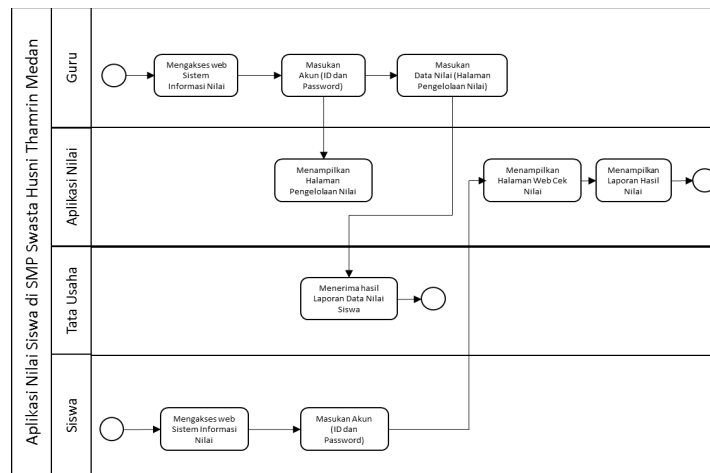 Aplikasi Nilai Siswa di SMP Swasta Husni Thamrin Medan
Guru
Mengakses web
Sistem
Informasi Nilai
Masukan
Akun (ID dan
Password)
Masukan
Data Nilai (Halaman
Pengelolaan Nilai)
Aplikasi Nilai
Menampilkan
Halaman
Pengelolaan Nilai
Menampilkan
Halaman Web Cek
Nilai
Menampilkan
Laporan Hasil
Nilai
Tata Usaha
Menerima hasil
Laporan Data Nilai
Siswa
Siswa
Mengakses web
Sistem Informasi
Nilai
Masukan Akun
(ID dan
Password)